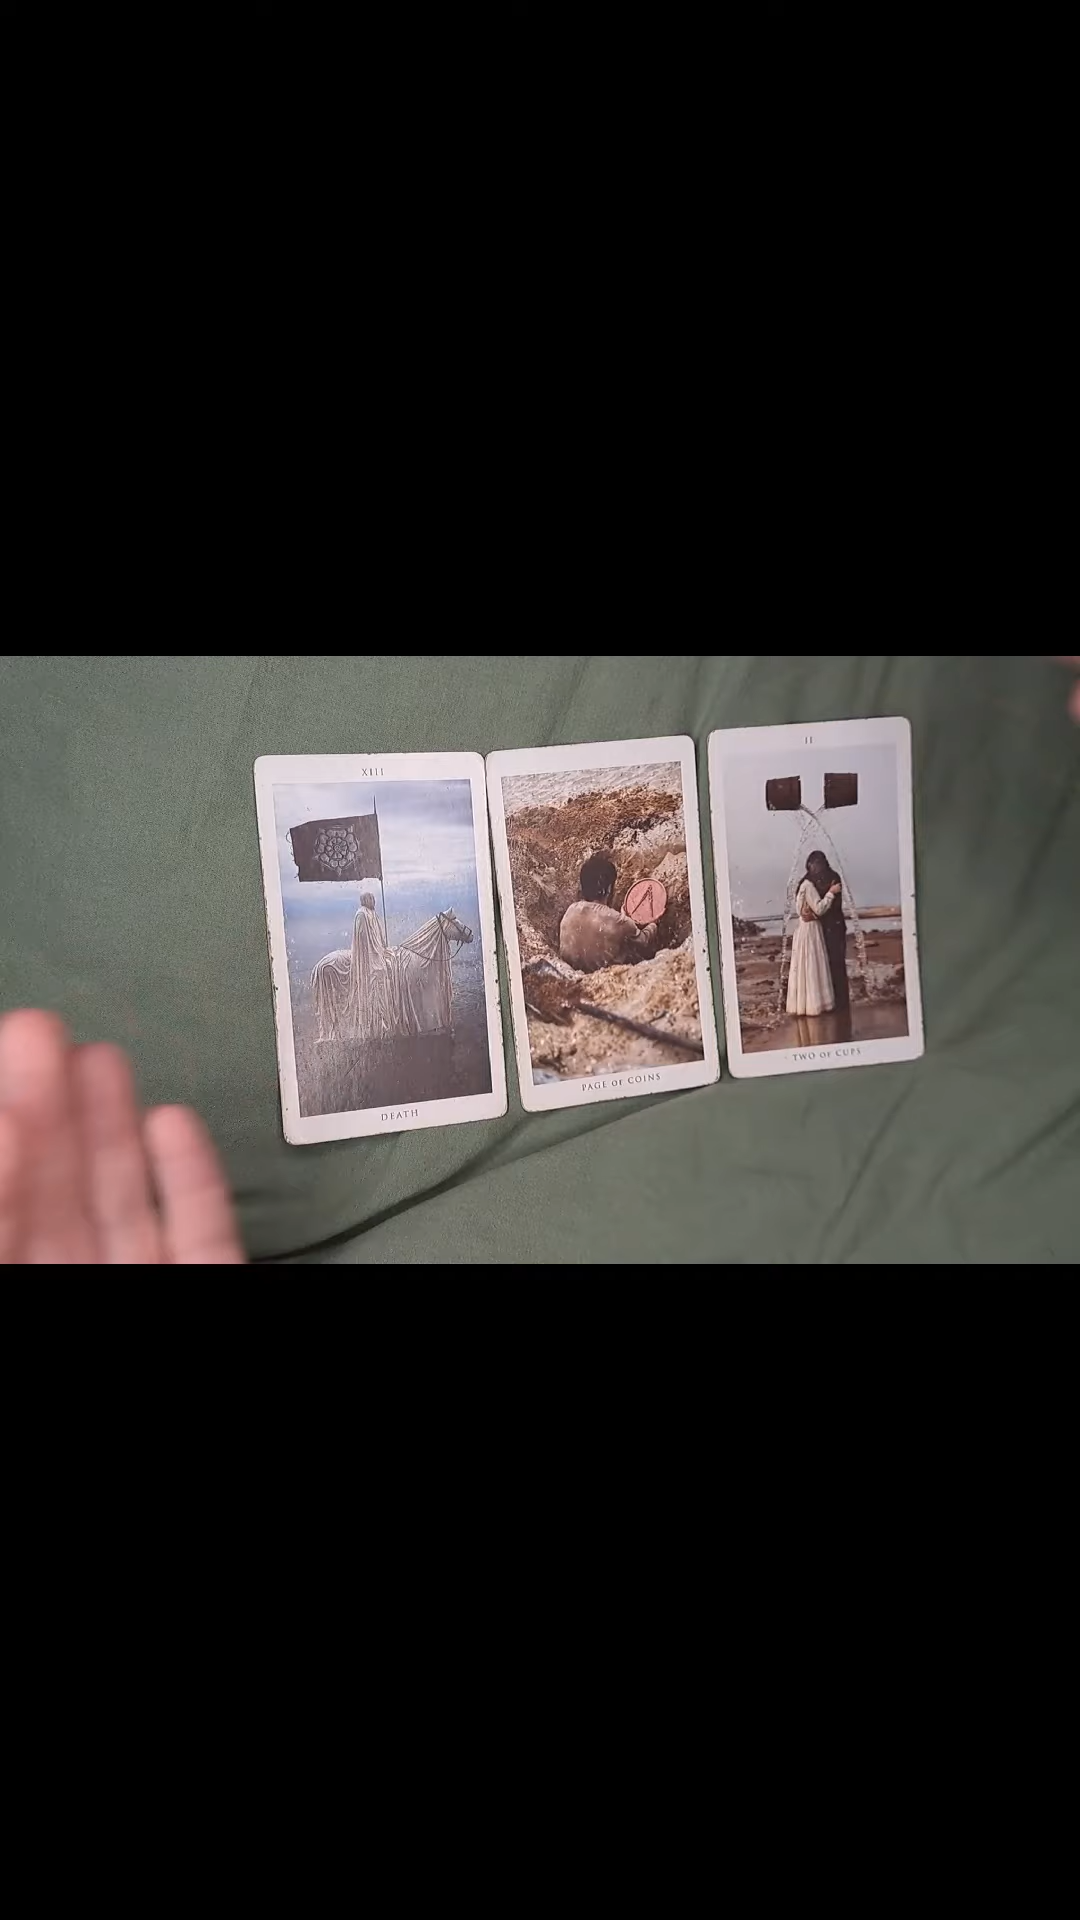 XIII
DEATH
PAGE OF COINS
II
TWO OF CUPS